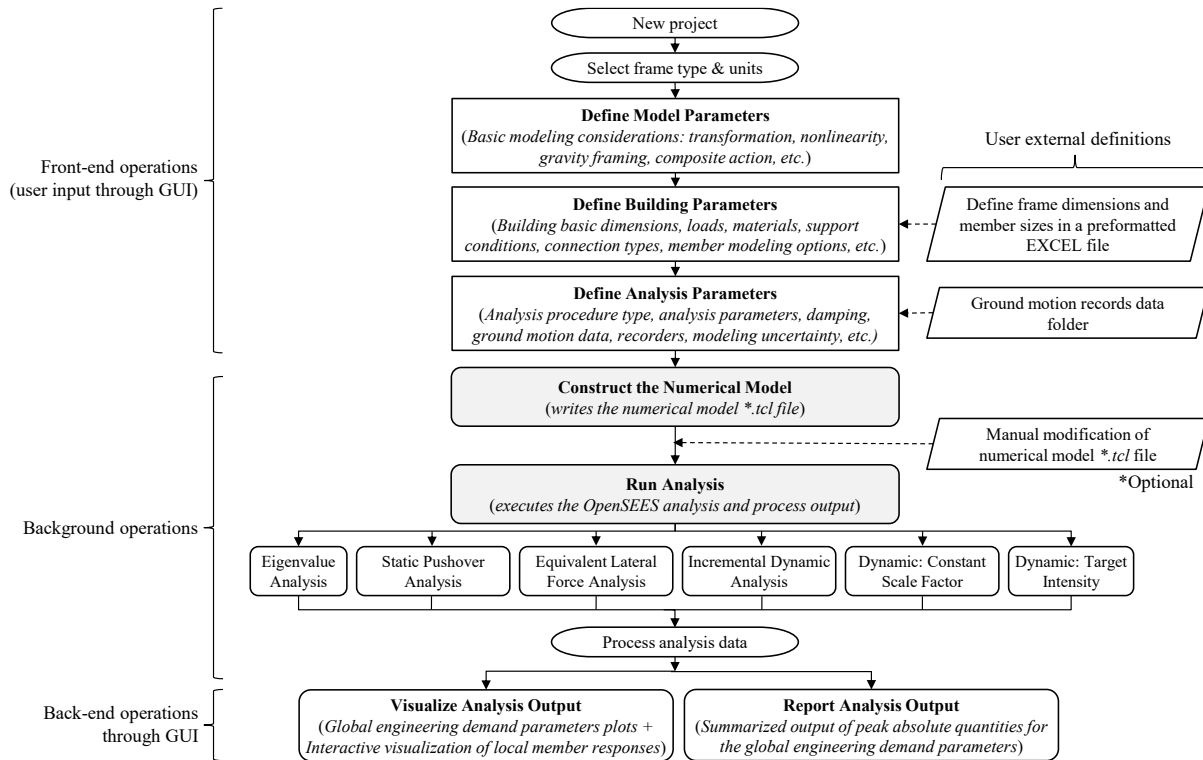 New project
Select frame type & units
Define Model Parameters
(Basic modeling considerations: transformation, nonlinearity,
gravity framing, composite action, etc.)
Front-end operations
(user input through GUI)
User external definitions
Define Building Parameters
(Building basic dimensions, loads, materials, support
conditions, connection types, member modeling options, etc.)
Define frame dimensions and
member sizes in a preformatted
EXCEL file
Define Analysis Parameters
(Analysis procedure type, analysis parameters, damping,
ground motion data, recorders, modeling uncertainty, etc.)
Ground motion records data
folder
Construct the Numerical Model
(writes the numerical model *.tcl file)
Manual modification of
numerical model *.tcl file
*Optional
Background operations
Run Analysis
(executes the OpenSEES analysis and process output)
Eigenvalue
Analysis
Static Pushover
Analysis
Equivalent Lateral
Force Analysis
Incremental Dynamic
Analysis
Dynamic: Constant
Scale Factor
Dynamic: Target
Intensity
Process analysis data
Back-end operations
through GUI
Visualize Analysis Output
(Global engineering demand parameters plots +
Interactive visualization of local member responses)
Report Analysis Output
(Summarized output of peak absolute quantities for
the global engineering demand parameters)